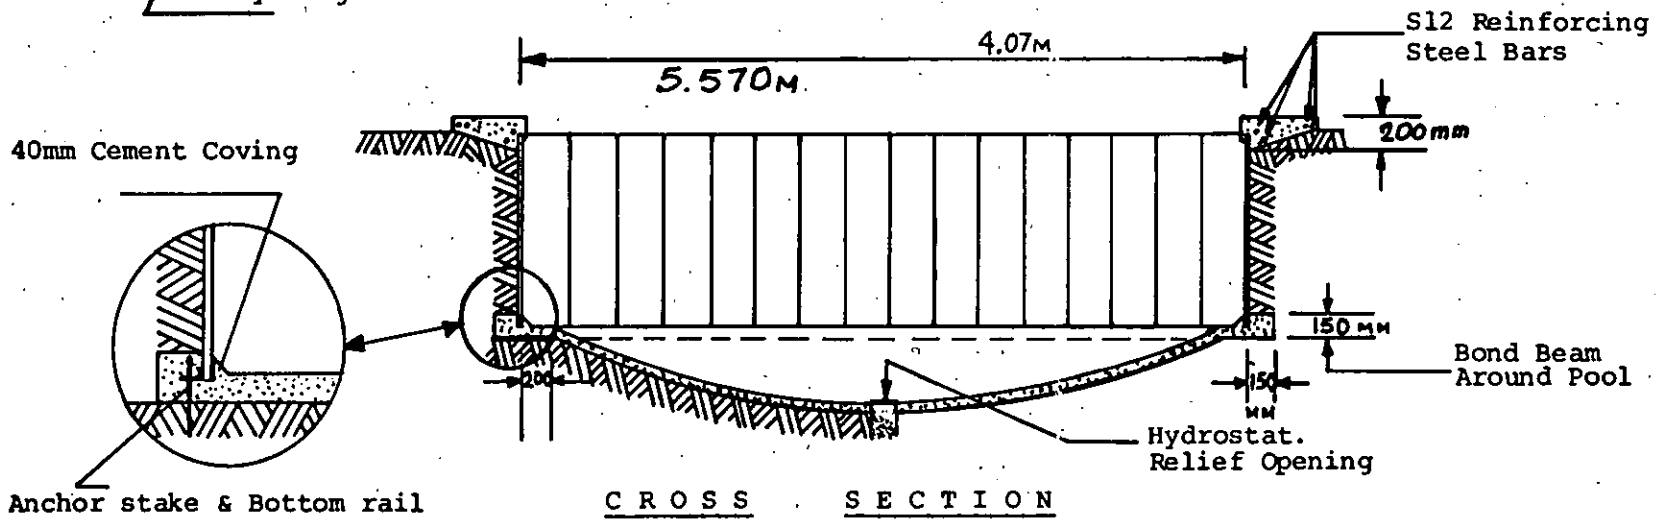 S12 Reinforcing
Steel Bars
4.07M
5.570M
200mm
40mm Cement Coving
150 MM
Bond Beam
Around Pool
200
150
MM
Hydrostat.
Relief Opening
Anchor stake & Bottom rail
CROSS SECTION